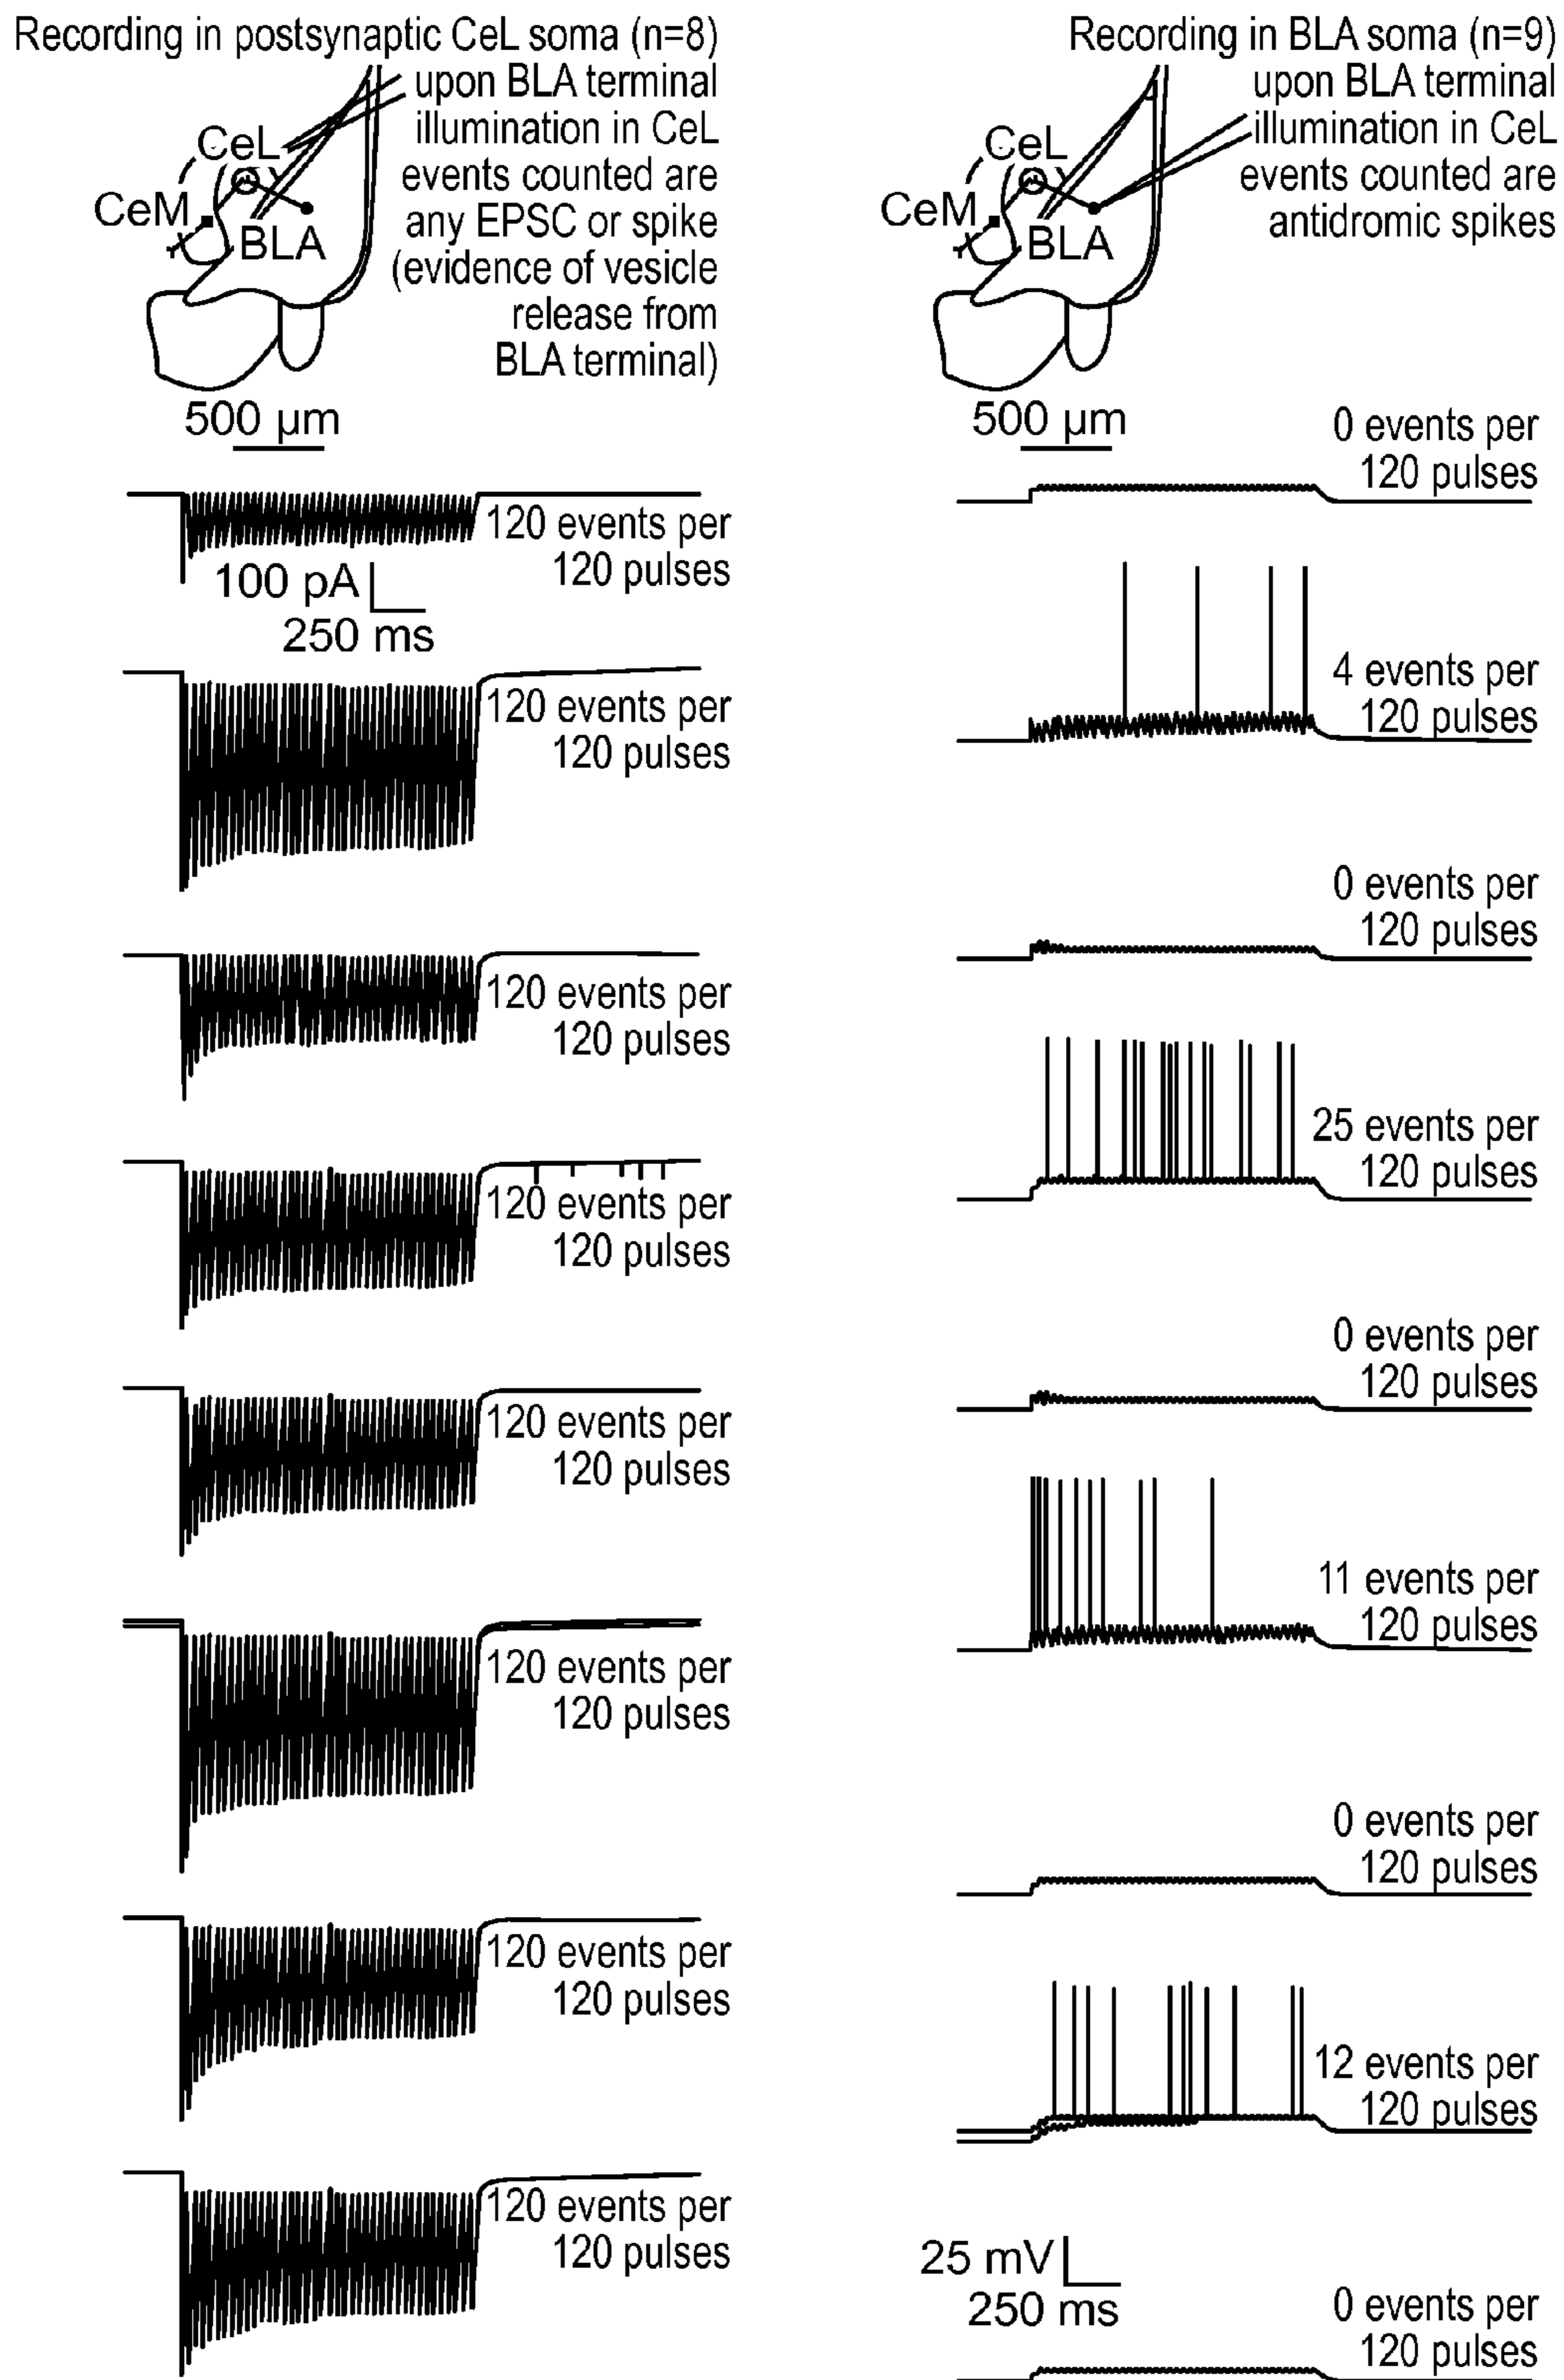 Recording in postsynaptic CeL soma (n=8)
upon BLA terminal
illumination in CeL
events counted are
any EPSC or spike
(evidence of vesicle
release from
BLA terminal)
CeL
CeM
BLA
500 µm
120 events per
120 pulses
100 pA
250 ms
120 events per
120 pulses
120 events per
120 pulses
120 events per
120 pulses
120 events per
120 pulses
120 events per
120 pulses
120 events per
120 pulses
120 events per
120 pulses
Recording in BLA soma (n=9)
upon BLA terminal
illumination in CeL
events counted are
antidromic spikes
CeL
CeM
BLA
500 µm
0 events per
120 pulses
4 events per
120 pulses
0 events per
120 pulses
25 events per
120 pulses
0 events per
120 pulses
11 events per
120 pulses
0 events per
120 pulses
12 events per
120 pulses
25 mV
250 ms
0 events per
120 pulses